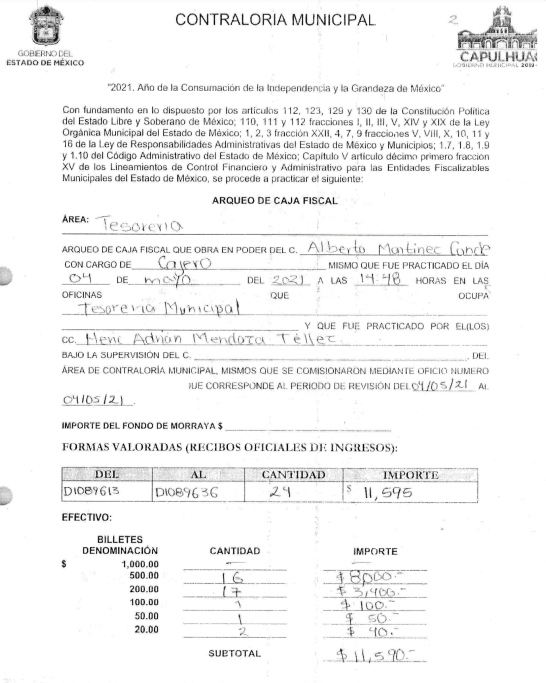 CONTRALORIA MUNICIPAL
2
GOBIERNO DEL
ESTADO DE MÉXICO
CAPULHUAC
GOBIERNO MUNICIPAL
"2021. Año de la Consumación de la Independencia y la Grandeza de México"
Con fundamento en lo dispuesto por los artículos 112, 123, 129 y 130 de la Constitución Política
del Estado Libre y Soberano de México; 110, 111 y 112 fracciones I, II, III, V, XIV y XIX de la Ley
Orgánica Municipal del Estado de México; 1, 2, 3 fracción XXII, 4, 7, 9 fracciones V, VIII, X, 10, 11 y
16 de la Ley de Responsabilidades Administrativas del Estado de México y Municipios; 1.7, 1.8, 1.9
y 1.10 del Código Administrativo del Estado de México; Capítulo V artículo décimo primero fracción
XV de los Lineamientos de Control Financiero y Administrativo para las Entidades Fiscalizables
Municipales del Estado de México, se procede a practicar el siguiente:
ARQUEO DE CAJA FISCAL
ÁREA: Tesoreria
ARQUEO DE CAJA FISCAL QUE OBRA EN PODER DEL C. Alberto Martinez Conde
CON CARGO DE Cajero MISMO QUE FUE PRACTICADO EL DÍA
04 DE mayo DEL 2021 A LAS 14:48 HORAS EN LAS
OFICINAS QUE OCUPA
Tesoreria Municipal
Y QUE FUE PRACTICADO POR EL(LOS)
CC. Adrian Mendoza Téllez
BAJO LA SUPERVISIÓN DEL C. DEL
ÁREA DE CONTRALORÍA MUNICIPAL, MISMOS QUE SE COMISIONARON MEDIANTE OFICIO NUMERO
QUE CORRESPONDE AL PERIODO DE REVISIÓN DEL 04/05/21 AL
04/05/21.
IMPORTE DEL FONDO DE MORRAYA $
FORMAS VALORADAS (RECIBOS OFICIALES DE INGRESOS):
DEL AL CANTIDAD IMPORTE
D1089613 D1089636 24 $ 11,595
EFECTIVO:
BILLETES
DENOMINACIÓN CANTIDAD IMPORTE
$ 1,000.00 —
500.00 16 $ 8,000.-
200.00 17 $ 3,400.-
100.00 1 $ 100.-
50.00 1 $ 50.-
20.00 2 $ 40.-
SUBTOTAL $ 11,590.-